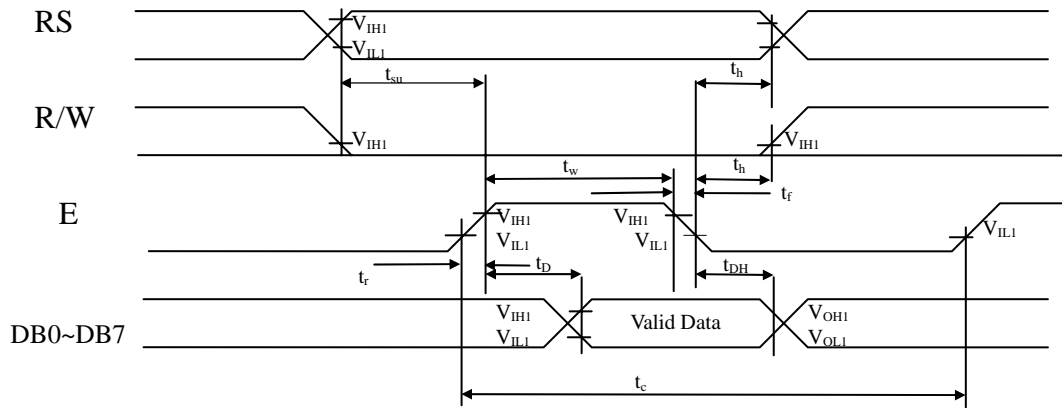 RS
V_IH1
V_IL1
t_su
t_h
R/W
V_IH1
V_IH1
t_w
t_h
t_f
E
V_IH1
V_IL1
V_IH1
V_IL1
V_IL1
t_r
t_D
t_DH
DB0~DB7
V_IH1
V_IL1
Valid Data
V_OH1
V_OL1
t_c